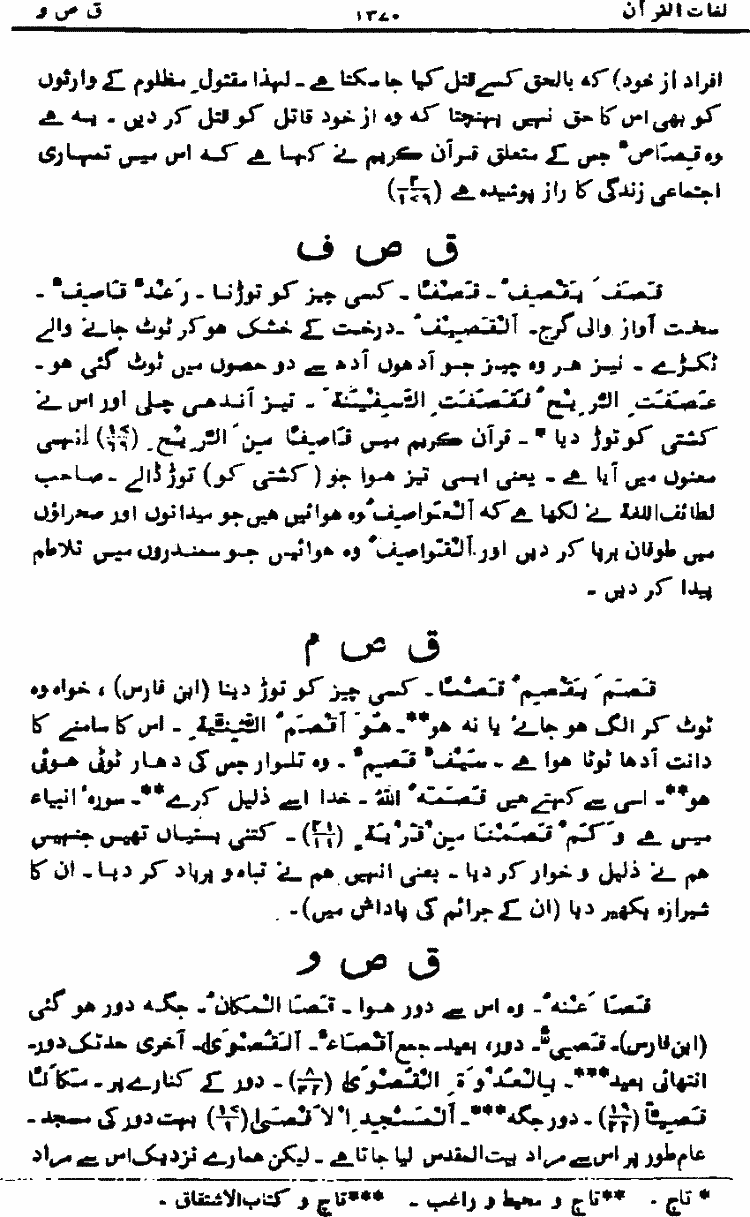 لغات القرآن ۱۳۷۰ ق ص و
افراد از خود) کہ بالحق کسے قتل کیا جا سکتا ہے ۔ لہذا مقتول ِ مظلوم کے وارثوں
کو بھی اس کا حق نہیں پہنچتا کہ وہ از خود قاتل کو قتل کر دیں ۔ یہ ہے
وہ قِصَاصٌ جس کے متعلق قرآن کریم نے کہا ہے کہ اس میں تمہاری
اجتماعی زندگی کا راز پوشیدہ ہے (۲/۱۷۹)
ق ص ف
قَصَفَ یَقْصِفُ ۔ قَصْفًا ۔ کسی چیز کو توڑنا ۔ رَعْدٌ قَاصِفٌ ۔
سخت آواز والی گرج۔ اَلْقَصِیْفُ ۔درخت کے خشک ہوکر ٹوٹ جانے والے
ٹکڑے ۔ نیز ہر وہ چیز جو آدھوں آدھ سے دو حصوں میں ٹوٹ گئی ہو ۔
عَصَفَتِ الرِّیْحُ فَقَصَفَتِ السَّفِیْنَۃَ ۔ تیز آندھی چلی اور اس نے
کشتی کو توڑ دیا * ۔ قرآن کریم میں قَاصِفًا مِّنَ الرِّیْحِ (۱۷/۶۹) انہی
معنوں میں آیا ہے ۔ یعنی ایسی تیز ہوا جو ( کشتی کو ) توڑ ڈالے ۔ صاحب
لطائف اللغۃ نے لکھا ہے کہ اَلْعَوَاصِفُ وہ ہوائیں ہیں جو میدانوں اور صحراؤں
میں طوفان برپا کر دیں اور اَلْقَوَاصِفُ وہ ہوائیں جو سمندروں میں تلاطم
پیدا کر دیں ۔
ق ص م
قَصَمَ یَقْصِمُ قَصْمًا ۔ کسی چیز کو توڑ دینا (ابن فارس) ، خواہ وہ
ٹوٹ کر الگ ہو جائے یا نہ ہو**۔ ہُوَ اَقْصَمُ الثَّنِیَّۃِ ۔ اس کا سامنے کا
دانت آدھا ٹوٹا ہوا ہے ۔ سَیْفٌ قَصِمٌ ۔ وہ تلوار جس کی دھار ٹوٹی ہوئی
ہو**۔ اسی سے کہتے ہیں قَصَمَہُ اللہُ ۔ خدا اسے ذلیل کرے**۔ سورہ ٔ انبیاء
میں ہے وَ کَمْ قَصَمْنَا مِنْ قَرْیَۃٍ (۲۱/۱۱) ۔ کتنی بستیاں تھیں جنہیں
ہم نے ذلیل و خوار کر دیا ۔ یعنی انہیں ہم نے تباہ و برباد کر دیا ۔ ان کا
شیرازہ بکھیر دیا (ان کے جرائم کی پاداش میں)۔
ق ص و
قَصَا عَنْہُ ۔ وہ اس سے دور ہوا ۔ قَصَا الْمَکَانُ ۔ جگہ دور ہو گئی
(ابن فارس)۔ قَصِیٌّ ۔ دور، بعید۔ جمع اَقْصَاءٌ۔ اَلْقُصْوٰی۔ آخری حد تک دور۔
انتہائی بعید***۔ بِالْعُدْوَۃِ الْقُصْوٰی (۸/۴۲) ۔ دور کے کنارے پر ۔ مَکَانًا
قَصِیًّا (۱۹/۲۲) ۔ دور جگہ ***۔ اَلْمَسْجِدِ الْاَقْصٰی (۱۷/۱) بہت دور کی مسجد ۔
عام طور پر اس سے مراد بیت المقدس لیا جاتا ہے ۔ لیکن ہمارے نزدیک اس سے مراد
* تاج ۔ **تاج و محیط و راغب ۔ ***تاج و کتاب الاشتقاق ۔